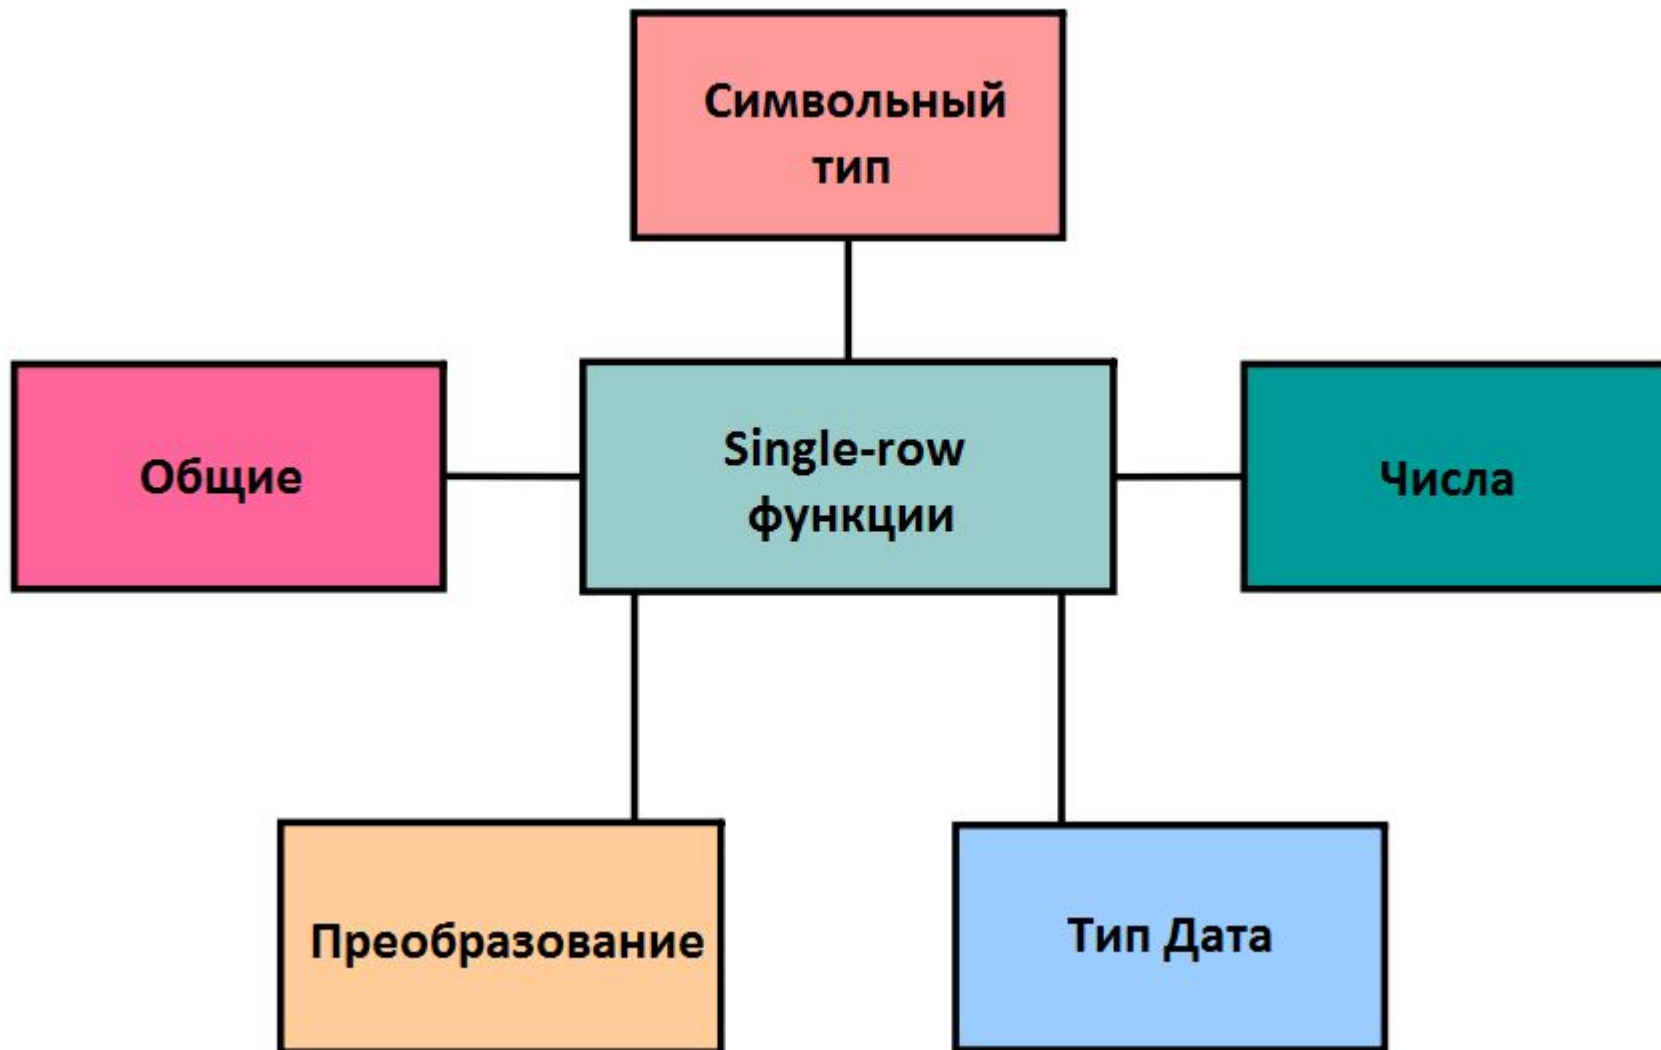 Символьный
тип
Общие
Single-row
функции
Числа
Преобразование
Тип Дата